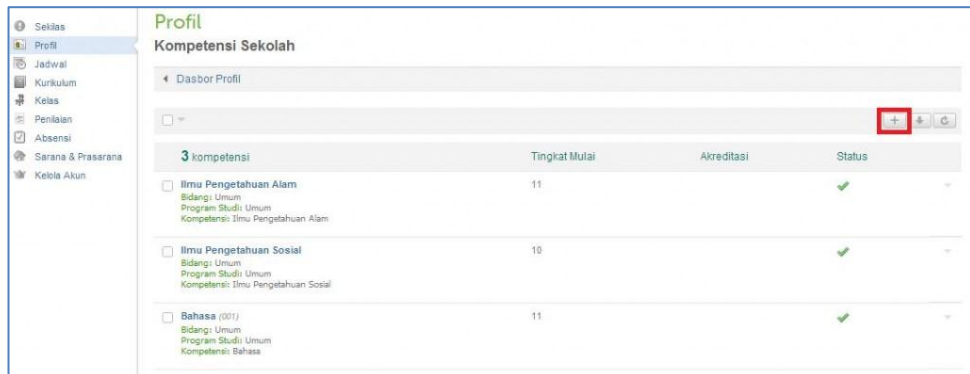 Sekilas
Profil
Jadwal
Kurikulum
Kelas
Penilaian
Absensi
Sarana & Prasarana
Kelola Akun
Profil
Kompetensi Sekolah
Dasbor Profil
3 kompetensi Tingkat Mulai Akreditasi Status
Ilmu Pengetahuan Alam 11
Bidang: Umum
Program Studi: Umum
Kompetensi: Ilmu Pengetahuan Alam
Ilmu Pengetahuan Sosial 10
Bidang: Umum
Program Studi: Umum
Kompetensi: Ilmu Pengetahuan Sosial
Bahasa (001) 11
Bidang: Umum
Program Studi: Umum
Kompetensi: Bahasa